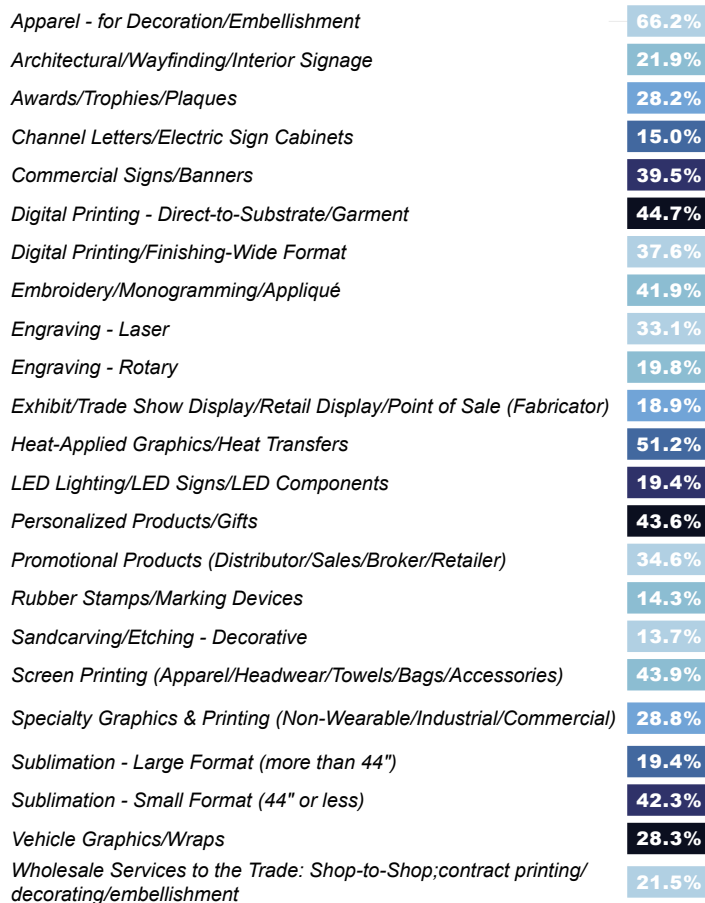 Apparel - for Decoration/Embellishment 66.2%
Architectural/Wayfinding/Interior Signage 21.9%
Awards/Trophies/Plaques 28.2%
Channel Letters/Electric Sign Cabinets 15.0%
Commercial Signs/Banners 39.5%
Digital Printing - Direct-to-Substrate/Garment 44.7%
Digital Printing/Finishing-Wide Format 37.6%
Embroidery/Monogramming/Appliqué 41.9%
Engraving - Laser 33.1%
Engraving - Rotary 19.8%
Exhibit/Trade Show Display/Retail Display/Point of Sale (Fabricator) 18.9%
Heat-Applied Graphics/Heat Transfers 51.2%
LED Lighting/LED Signs/LED Components 19.4%
Personalized Products/Gifts 43.6%
Promotional Products (Distributor/Sales/Broker/Retailer) 34.6%
Rubber Stamps/Marking Devices 14.3%
Sandcarving/Etching - Decorative 13.7%
Screen Printing (Apparel/Headwear/Towels/Bags/Accessories) 43.9%
Specialty Graphics & Printing (Non-Wearable/Industrial/Commercial) 28.8%
Sublimation - Large Format (more than 44") 19.4%
Sublimation - Small Format (44" or less) 42.3%
Vehicle Graphics/Wraps 28.3%
Wholesale Services to the Trade: Shop-to-Shop;contract printing/
decorating/embellishment 21.5%